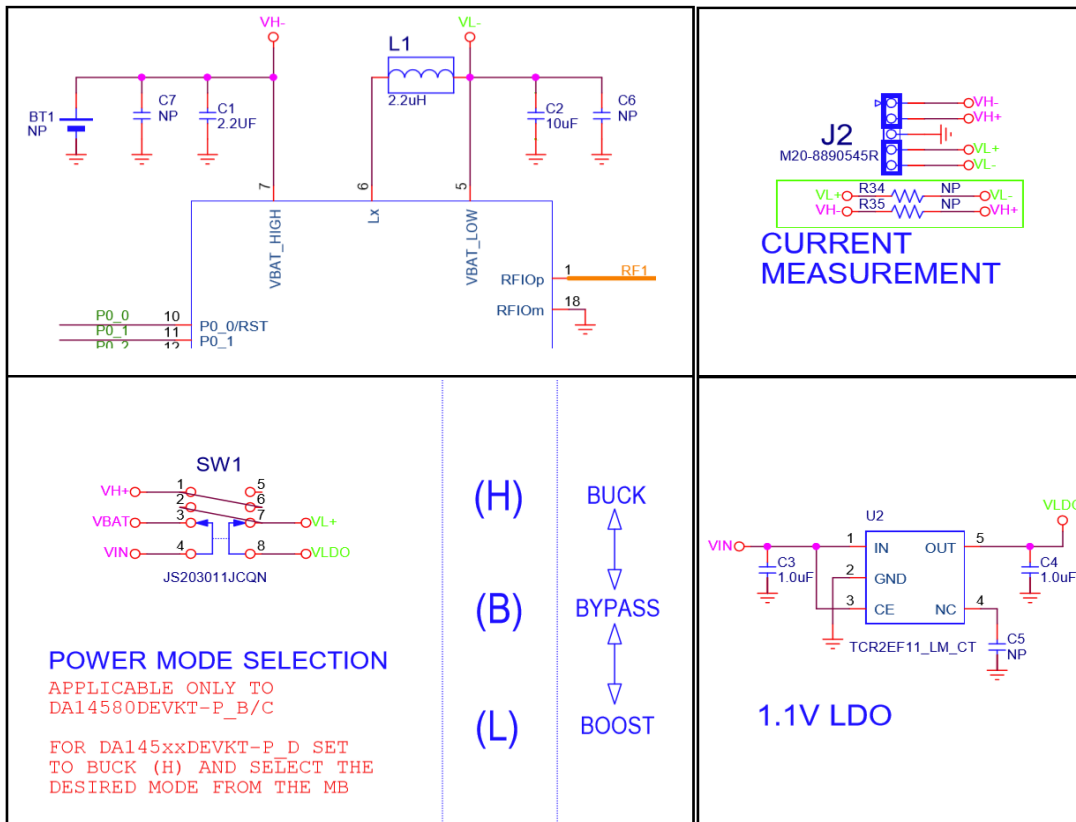 VH-
VL-
L1
2.2uH
BT1
NP
C7
NP
C1
2.2UF
C2
10uF
C6
NP
7
6
5
VBAT_HIGH
Lx
VBAT_LOW
RFIOp
1
RF1
RFIOm
18
P0_0
10
P0_0/RST
P0_1
11
P0_1
P0_2
12
VH-
VH+
J2
M20-8890545R
VL+
VL-
VL+
R34
NP
VL-
VH-
R35
NP
VH+
CURRENT
MEASUREMENT
SW1
VH+
1
5
2
6
VBAT
3
7
VL+
VIN
4
8
VLDO
JS203011JCQN
(H)
BUCK
(B)
BYPASS
(L)
BOOST
POWER MODE SELECTION
APPLICABLE ONLY TO
DA14580DEVKT-P_B/C
FOR DA145xxDEVKT-P_D SET
TO BUCK (H) AND SELECT THE
DESIRED MODE FROM THE MB
U2
VLDO
VIN
1
IN
OUT
5
C3
1.0uF
2
GND
C4
1.0uF
3
CE
NC
4
TCR2EF11_LM_CT
C5
NP
1.1V LDO